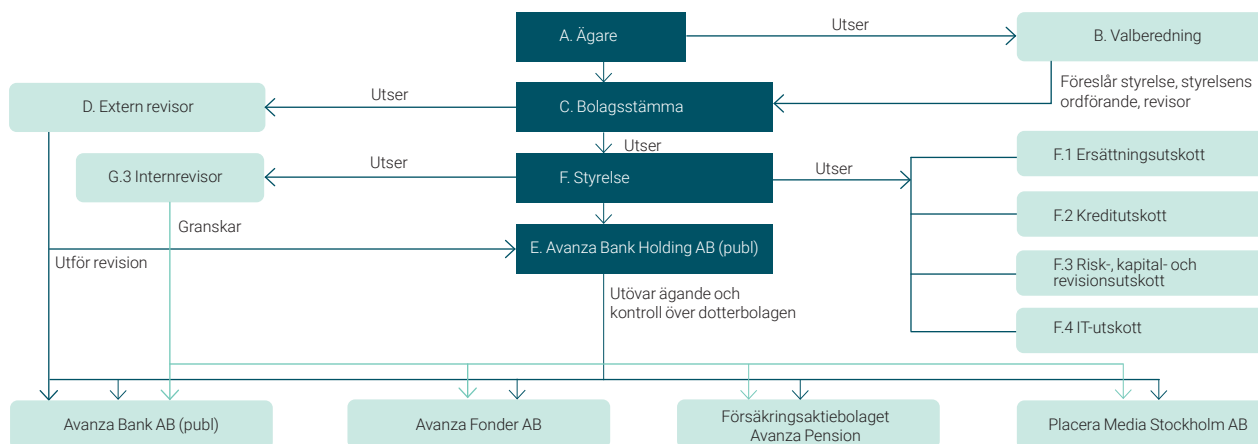 A. Ägare
Utser
B. Valberedning
Föreslår styrelse, styrelsens
ordförande, revisor
D. Extern revisor
Utser
C. Bolagsstämma
Utser
G.3 Internrevisor
Utser
F. Styrelse
Utser
F.1 Ersättningsutskott
F.2 Kreditutskott
F.3 Risk-, kapital- och
revisionsutskott
F.4 IT-utskott
Granskar
Utför revision
E. Avanza Bank Holding AB (publ)
Utövar ägande och
kontroll över dotterbolagen
Avanza Bank AB (publ)
Avanza Fonder AB
Försäkringsaktiebolaget
Avanza Pension
Placera Media Stockholm AB